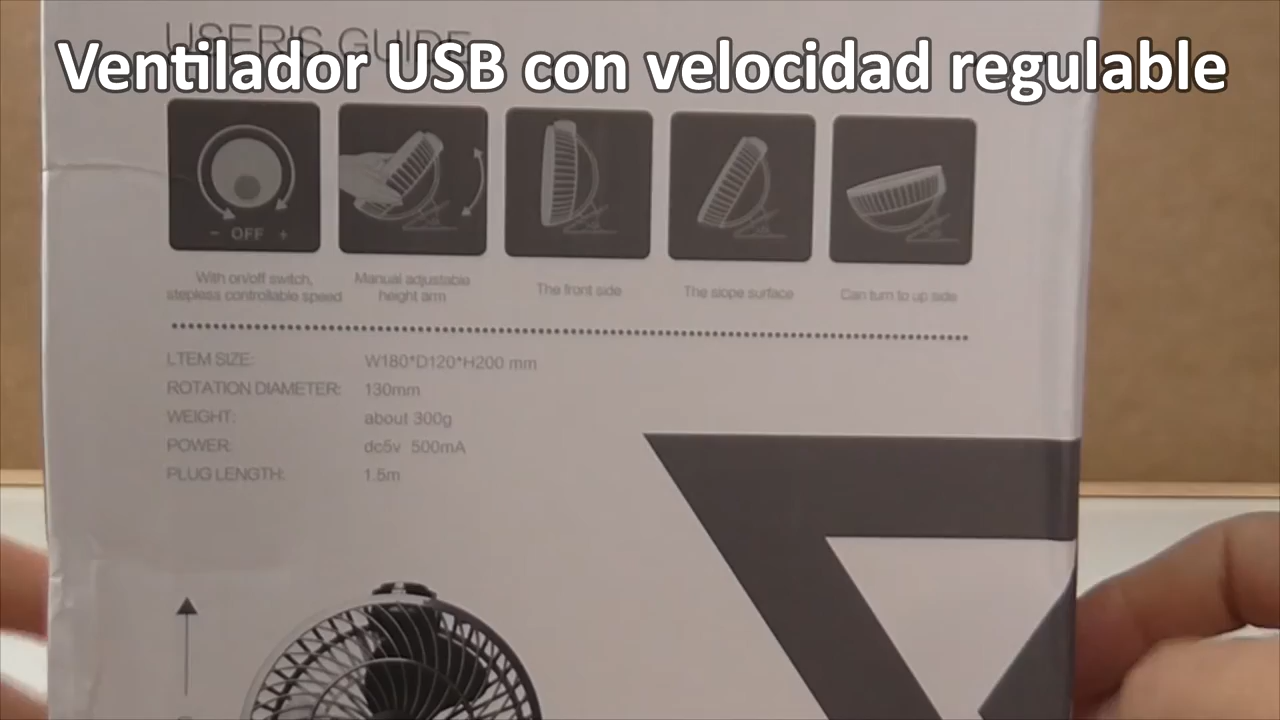 USER'S GUIDE
Ventilador USB con velocidad regulable
- OFF +
With on/off switch,
stepless controllable speed
Manual adjustable
height arm
The front side
The slope surface
Can turn to up side
LTEM SIZE: W180*D120*H200 mm
ROTATION DIAMETER: 130mm
WEIGHT: about 300g
POWER: dc5v 500mA
PLUG LENGTH: 1.5m